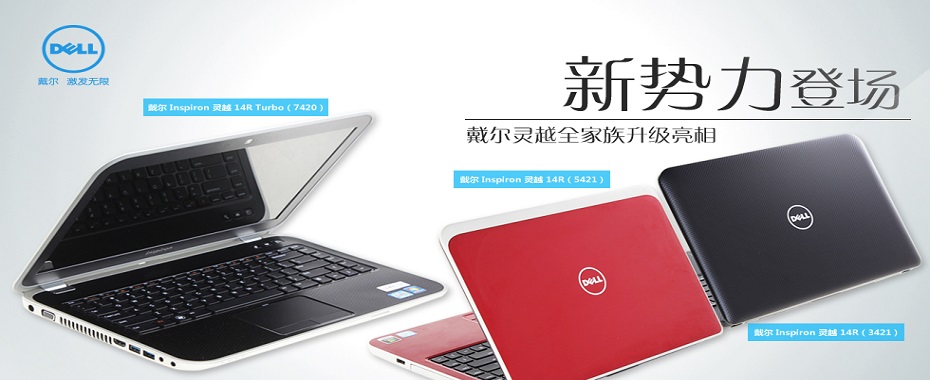 DELL
戴尔 激发无限
新势力登场
戴尔灵越全家族升级亮相
戴尔 Inspiron 灵越 14R Turbo（7420）
戴尔 Inspiron 灵越 14R（5421）
DELL
DELL
戴尔 Inspiron 灵越 14R（3421）